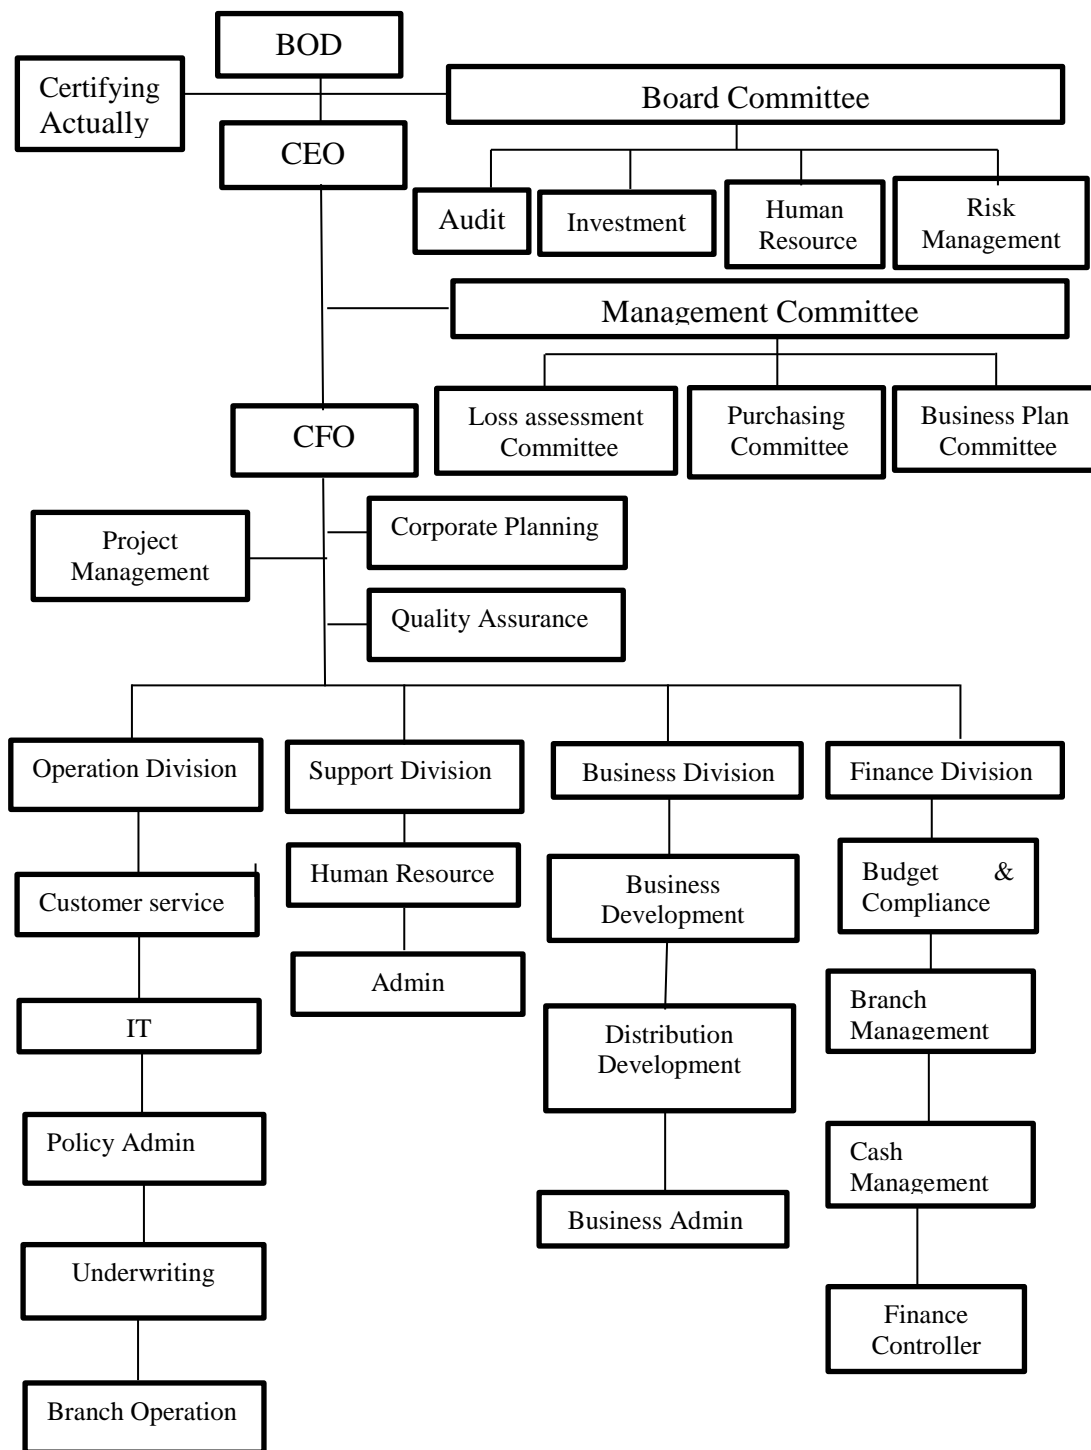 BOD
Certifying
Actually
Board Committee
CEO
Audit
Investment
Human
Resource
Risk
Management
Management Committee
CFO
Loss assessment
Committee
Purchasing
Committee
Business Plan
Committee
Project
Management
Corporate Planning
Quality Assurance
Operation Division
Support Division
Business Division
Finance Division
Customer service
Human Resource
Business
Development
Budget &
Compliance
IT
Admin
Distribution
Development
Branch
Management
Policy Admin
Business Admin
Cash
Management
Underwriting
Finance
Controller
Branch Operation